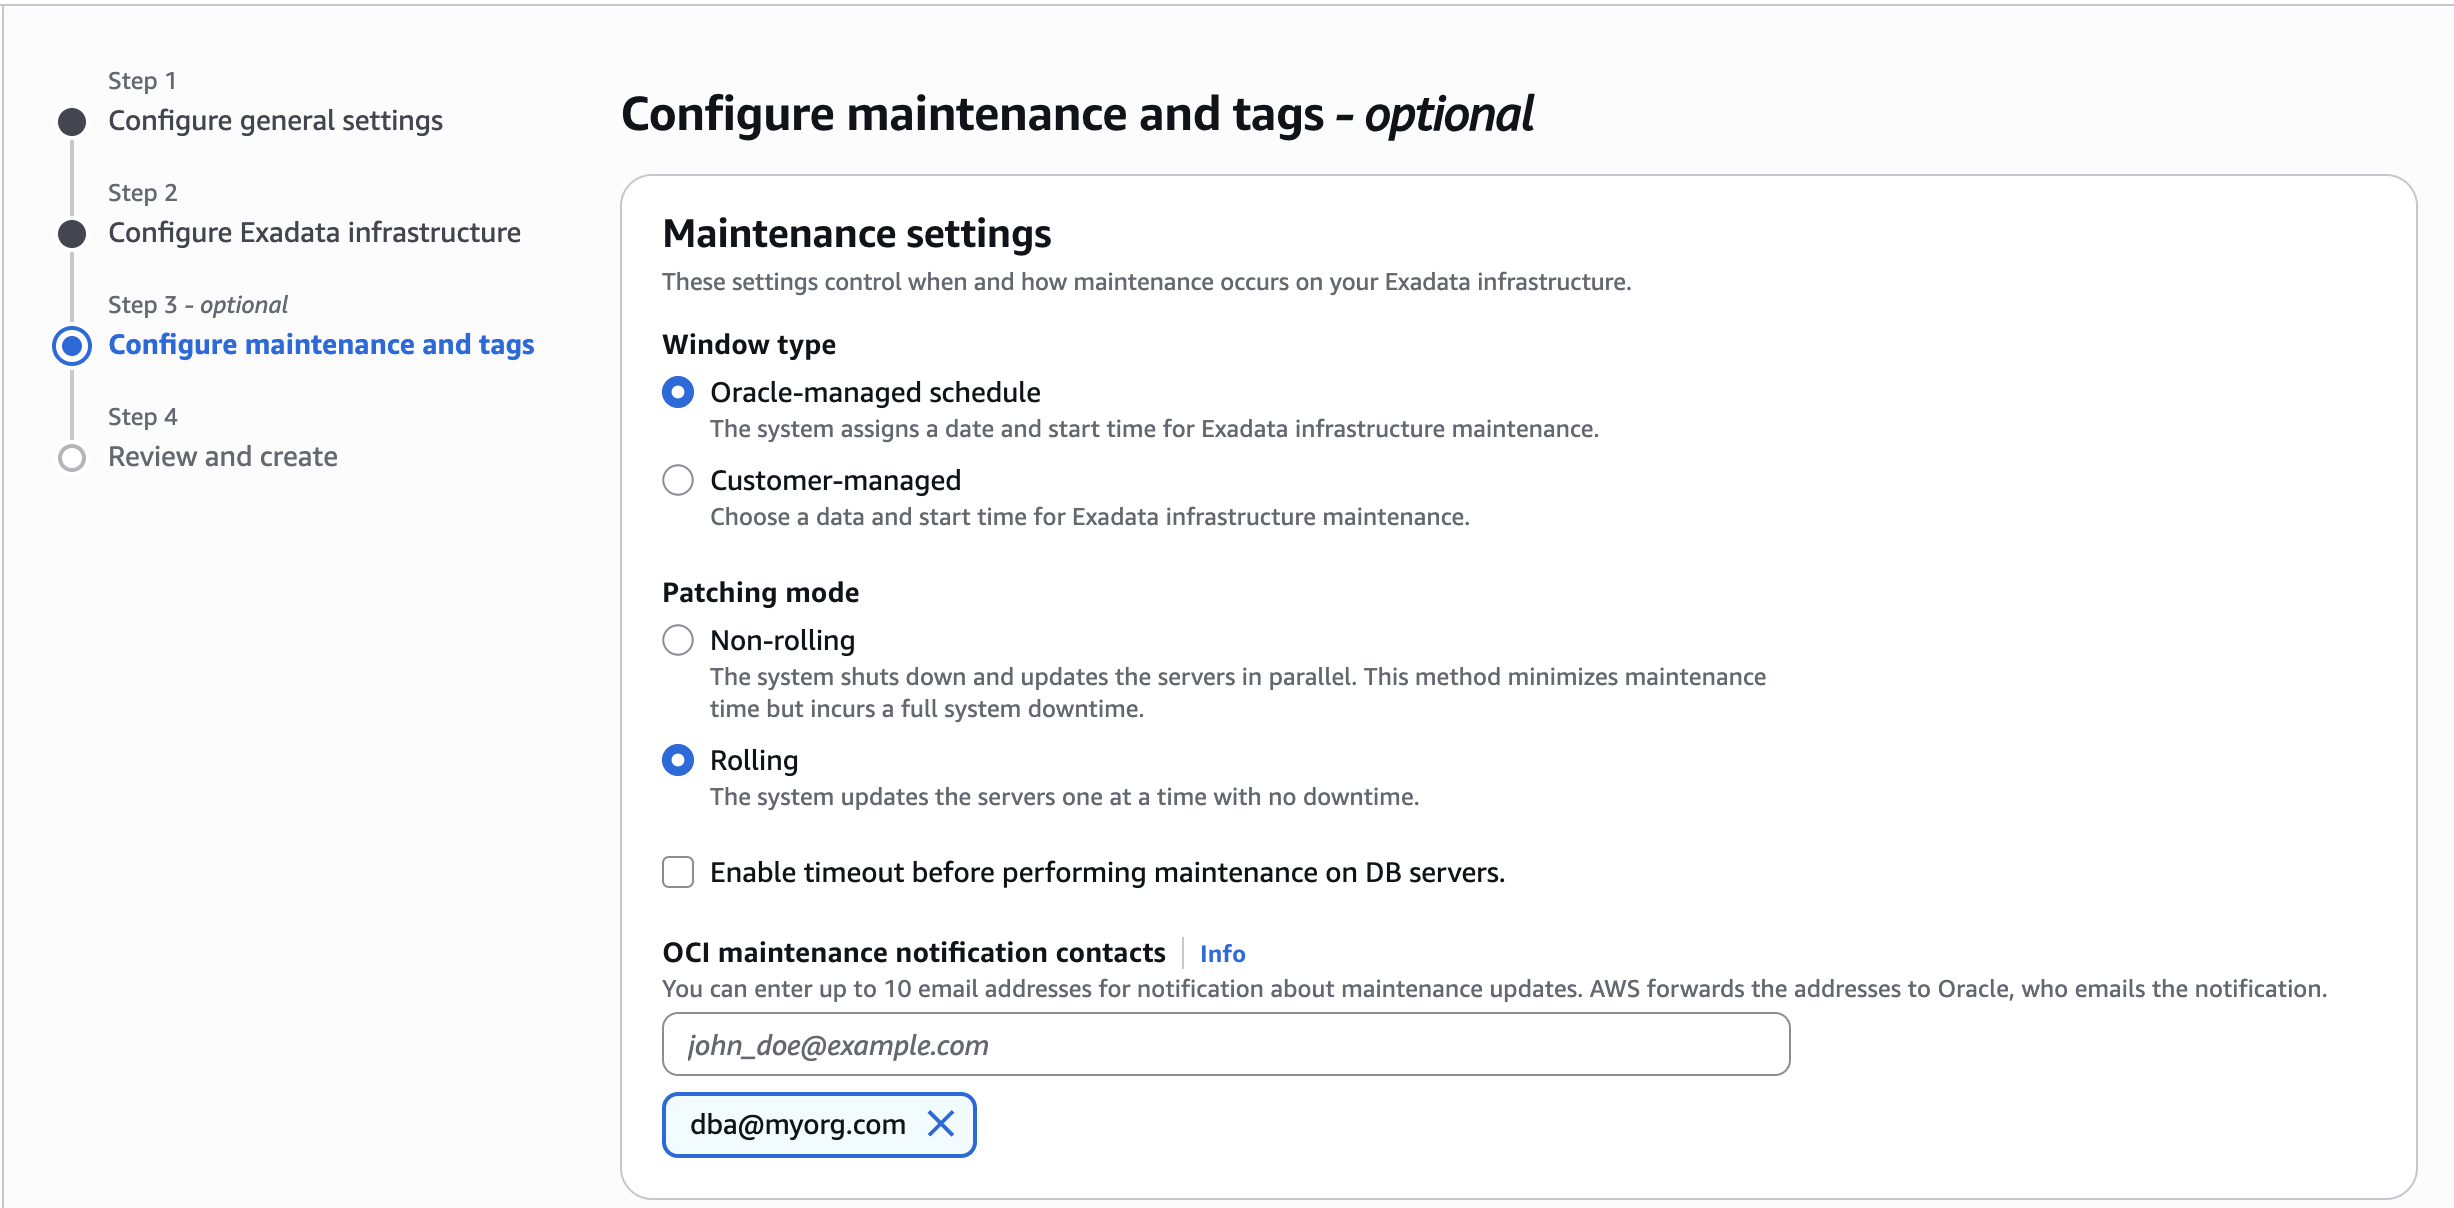 Step 1
Configure general settings
Step 2
Configure Exadata infrastructure
Step 3 - optional
Configure maintenance and tags
Step 4
Review and create
Configure maintenance and tags - optional
Maintenance settings
These settings control when and how maintenance occurs on your Exadata infrastructure.
Window type
Oracle-managed schedule
The system assigns a date and start time for Exadata infrastructure maintenance.
Customer-managed
Choose a data and start time for Exadata infrastructure maintenance.
Patching mode
Non-rolling
The system shuts down and updates the servers in parallel. This method minimizes maintenance
time but incurs a full system downtime.
Rolling
The system updates the servers one at a time with no downtime.
Enable timeout before performing maintenance on DB servers.
OCI maintenance notification contacts Info
You can enter up to 10 email addresses for notification about maintenance updates. AWS forwards the addresses to Oracle, who emails the notification.
john_doe@example.com
dba@myorg.com